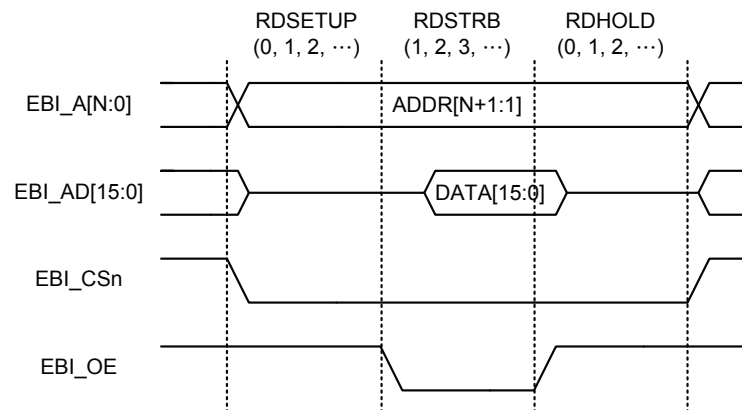 RDSETUP RDSTRB RDHOLD
(0, 1, 2, ⋯) (1, 2, 3, ⋯) (0, 1, 2, ⋯)
EBI_A[N:0] ADDR[N+1:1]
EBI_AD[15:0] DATA[15:0]
EBI_CSn
EBI_OE